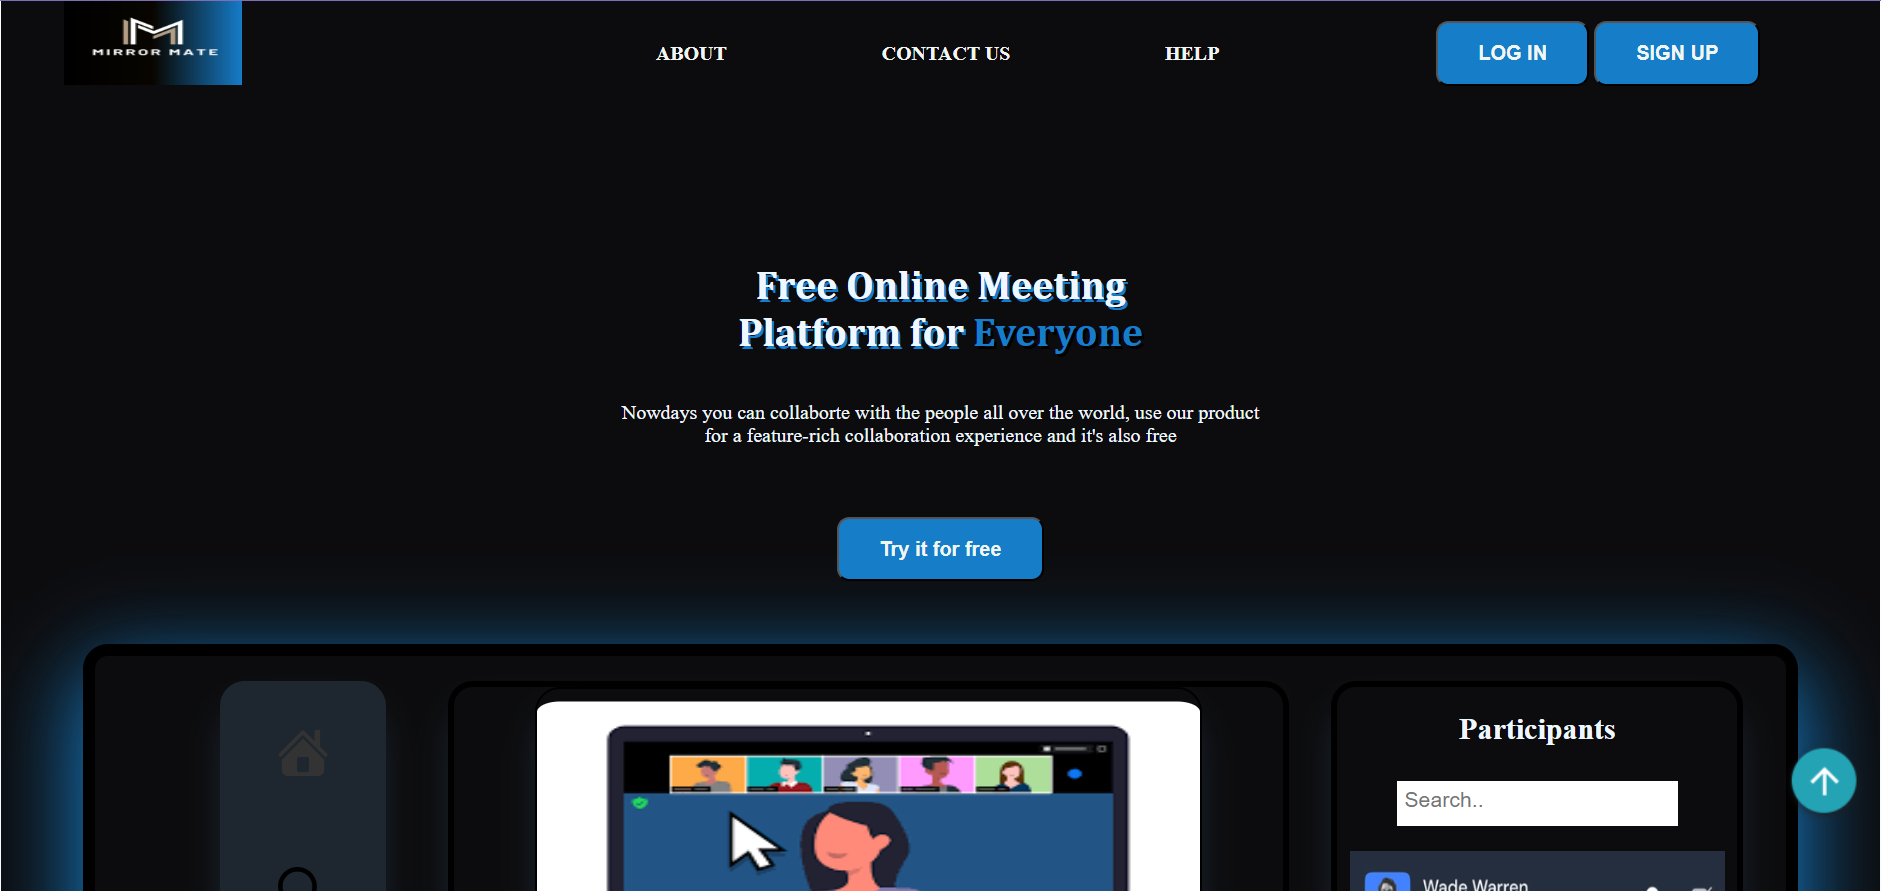 MIRROR MATE
ABOUT
CONTACT US
HELP
LOG IN
SIGN UP
Free Online Meeting
Platform for Everyone
Nowdays you can collaborte with the people all over the world, use our product
for a feature-rich collaboration experience and it's also free
Try it for free
Participants
Search..
Wade Warren